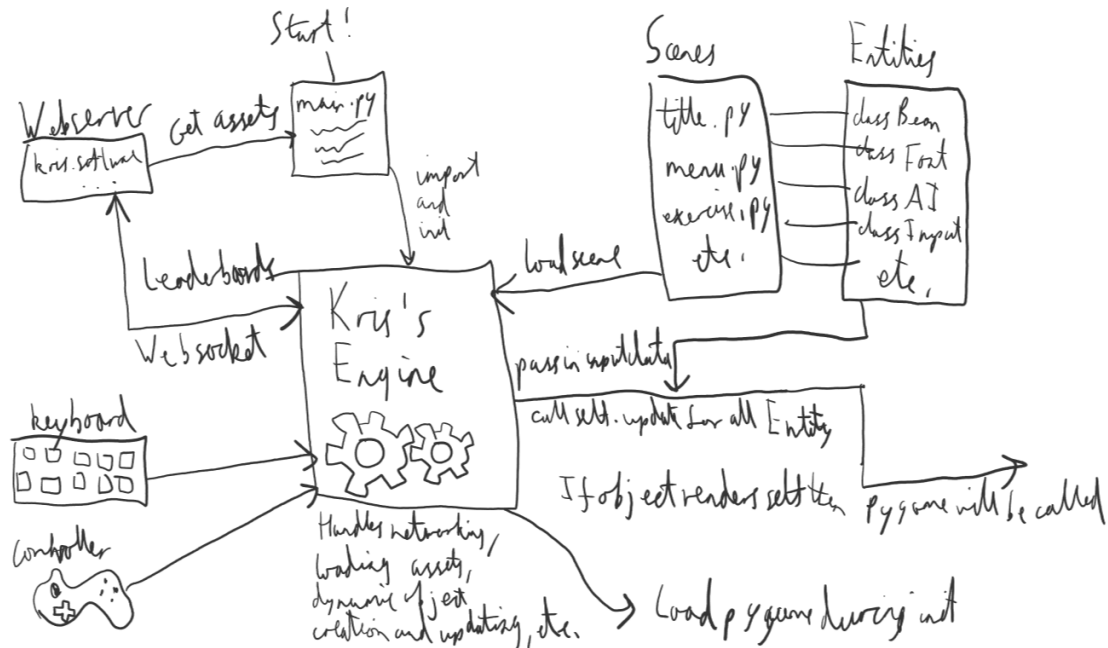 Start!
main.py
Webserver
kris.software
...
Get assets
import
and
init
Leaderboards
Websocket
Kris's
Engine
keyboard
controller
Handles networking,
loading assets,
dynamic object
creation and updating, etc.
Scenes
title.py
menu.py
exercise.py
etc.
Entities
class Bean
class Font
class AI
class Input
etc.
load scene
pass in input data
call self.update for all Entity
If object renders self then
pygame will be called
Load pygame during init